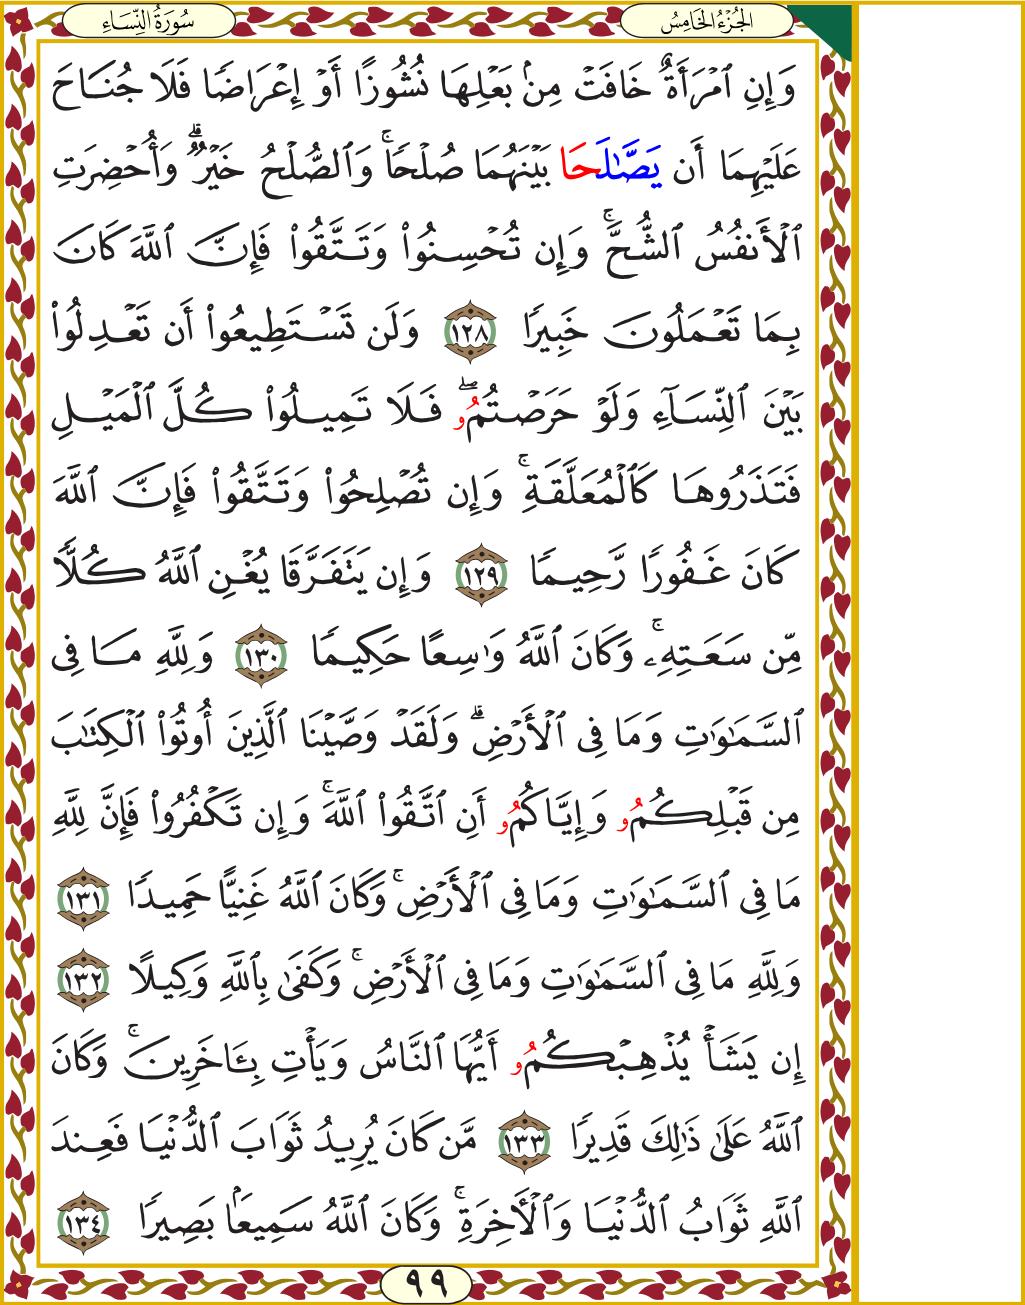 سُورَةُ النِّسَاءِ
الجُزْءُ الخَامِسُ
وَإِنِ ٱمۡرَأَةٌ خَافَتۡ مِنۢ بَعۡلِهَا نُشُوزًا أَوۡ إِعۡرَاضٗا فَلَا جُنَاحَ
عَلَيۡهِمَا أَن يَصَّٰلَحَا بَيۡنَهُمَا صُلۡحٗاۚ وَٱلصُّلۡحُ خَيۡرٞۗ وَأُحۡضِرَتِ
ٱلۡأَنفُسُ ٱلشُّحَّۚ وَإِن تُحۡسِنُواْ وَتَتَّقُواْ فَإِنَّ ٱللَّهَ كَانَ
بِمَا تَعۡمَلُونَ خَبِيرٗا ١٢٨ وَلَن تَسۡتَطِيعُواْ أَن تَعۡدِلُواْ
بَيۡنَ ٱلنِّسَآءِ وَلَوۡ حَرَصۡتُمُوۖ فَلَا تَمِيلُواْ كُلَّ ٱلۡمَيۡلِ
فَتَذَرُوهَا كَٱلۡمُعَلَّقَةِۚ وَإِن تُصۡلِحُواْ وَتَتَّقُواْ فَإِنَّ ٱللَّهَ
كَانَ غَفُورٗا رَّحِيمٗا ١٢٩ وَإِن يَتَفَرَّقَا يُغۡنِ ٱللَّهُ كُلّٗا
مِّن سَعَتِهِۦۚ وَكَانَ ٱللَّهُ وَٰسِعًا حَكِيمٗا ١٣٠ وَلِلَّهِ مَا فِي
ٱلسَّمَٰوَٰتِ وَمَا فِي ٱلۡأَرۡضِۗ وَلَقَدۡ وَصَّيۡنَا ٱلَّذِينَ أُوتُواْ ٱلۡكِتَٰبَ
مِن قَبۡلِكُمُو وَإِيَّاكُمُو أَنِ ٱتَّقُواْ ٱللَّهَۚ وَإِن تَكۡفُرُواْ فَإِنَّ لِلَّهِ
مَا فِي ٱلسَّمَٰوَٰتِ وَمَا فِي ٱلۡأَرۡضِۚ وَكَانَ ٱللَّهُ غَنِيًّا حَمِيدٗا ١٣١
وَلِلَّهِ مَا فِي ٱلسَّمَٰوَٰتِ وَمَا فِي ٱلۡأَرۡضِۚ وَكَفَىٰ بِٱللَّهِ وَكِيلًا ١٣٢
إِن يَشَأۡ يُذۡهِبۡكُمُو أَيُّهَا ٱلنَّاسُ وَيَأۡتِ بِـَٔاخَرِينَۚ وَكَانَ
ٱللَّهُ عَلَىٰ ذَٰلِكَ قَدِيرٗا ١٣٣ مَّن كَانَ يُرِيدُ ثَوَابَ ٱلدُّنۡيَا فَعِندَ
ٱللَّهِ ثَوَابُ ٱلدُّنۡيَا وَٱلۡأٓخِرَةِۚ وَكَانَ ٱللَّهُ سَمِيعَۢا بَصِيرٗا ١٣٤
٩٩